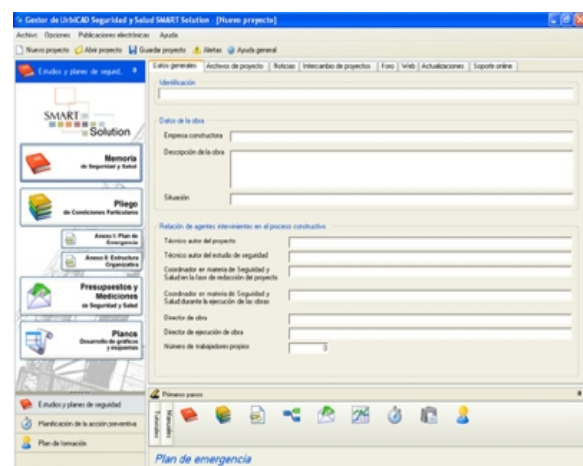 Gestor de UrbiCAD Seguridad y Salud SMART Solution - [Nuevo proyecto]
Archivo Opciones Publicaciones electrónicas Ayuda
Nuevo proyecto Abrir proyecto Guardar proyecto Alertas Ayuda general
Estudios y planes de segurid...
Datos generales Archivos de proyecto Noticias Intercambio de proyectos Foro Web Actualizaciones Soporte online
Identificación
SMART
Solution
Datos de la obra
Empresa constructora
Descripción de la obra
Situación
Memoria
de Seguridad y Salud
Pliego
de Condiciones Particulares
Anexo I: Plan de
Emergencia
Anexo II: Estructura
Organizativa
Presupuestos y
Mediciones
de Seguridad y Salud
Planos
Desarrollo de gráficos
y esquemas
Relación de agentes intervinientes en el proceso constructivo
Técnico autor del proyecto
Técnico autor del estudio de seguridad
Coordinador en materia de Seguridad y
Salud en la fase de redacción del proyecto
Coordinador en materia de Seguridad y
Salud durante la ejecución de las obras
Director de obra
Director de ejecución de obra
Número de trabajadores propios 0
Estudios y planes de seguridad
Planificación de la acción preventiva
Plan de formación
Primeros pasos
Manuales
Tutoriales
Plan de emergencia